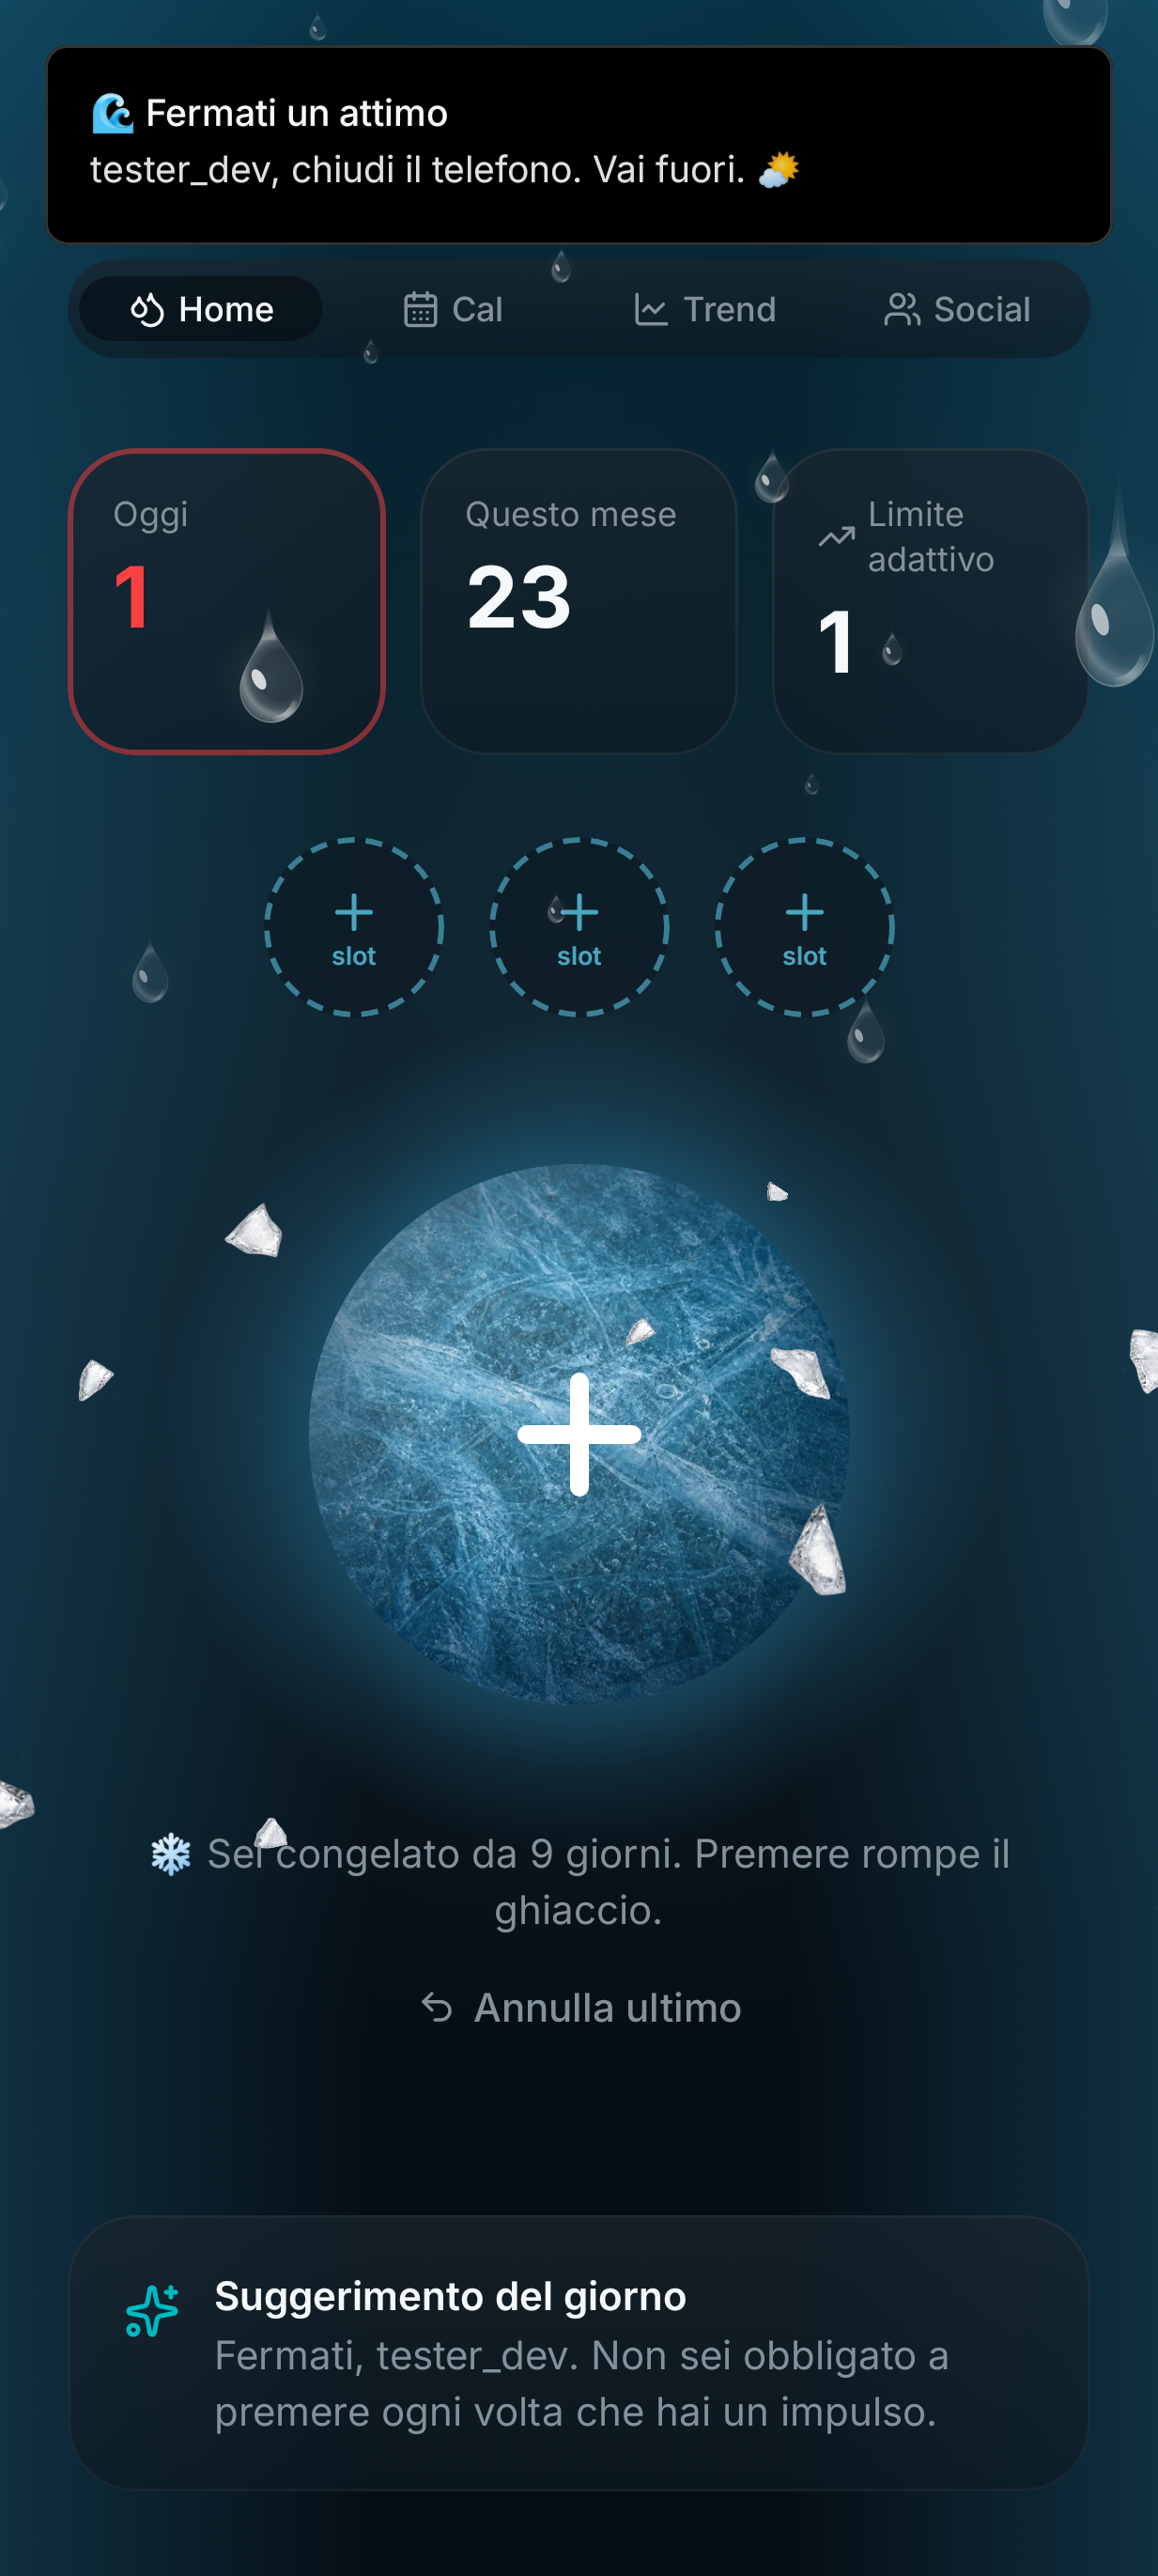 🌊 Fermati un attimo
tester_dev, chiudi il telefono. Vai fuori. 🌤️
Home
Cal
Trend
Social
Oggi
1
Questo mese
23
Limite
adattivo
1
slot
slot
slot
❄️ Sei congelato da 9 giorni. Premere rompe il
ghiaccio.
Annulla ultimo
Suggerimento del giorno
Fermati, tester_dev. Non sei obbligato a
premere ogni volta che hai un impulso.